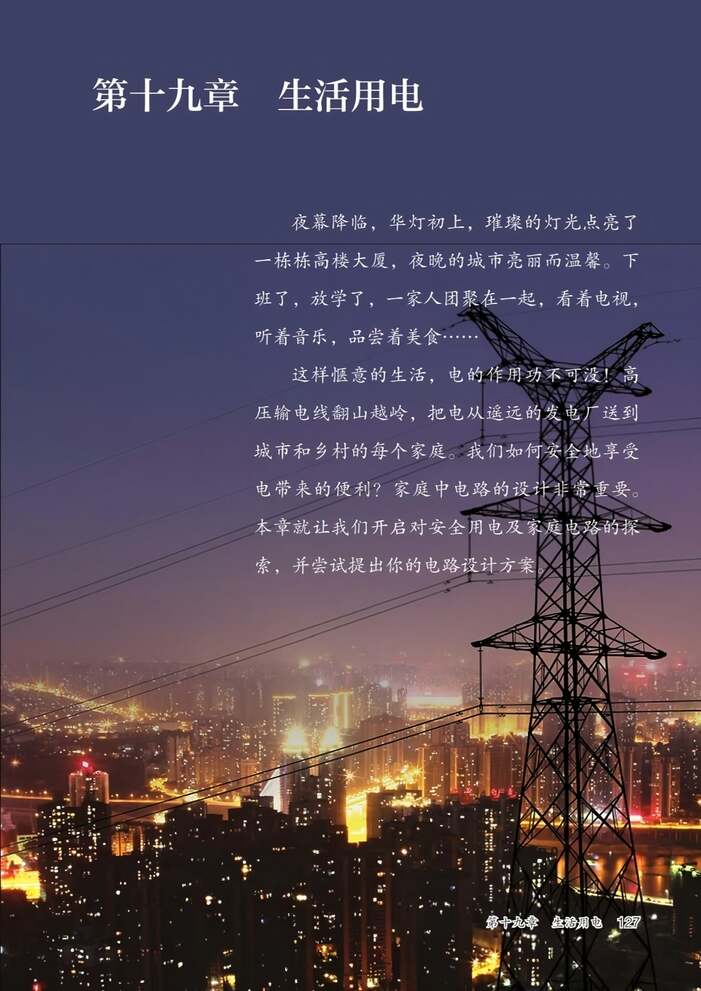 第十九章　生活用电
夜幕降临，华灯初上，璀璨的灯光点亮了
一栋栋高楼大厦，夜晚的城市亮丽而温馨。下
班了，放学了，一家人团聚在一起，看着电视，
听着音乐，品尝着美食……
这样惬意的生活，电的作用功不可没！高
压输电线翻山越岭，把电从遥远的发电厂送到
城市和乡村的每个家庭。我们如何安全地享受
电带来的便利？家庭中电路的设计非常重要。
本章就让我们开启对安全用电及家庭电路的探
索，并尝试提出你的电路设计方案。
第十九章　生活用电　127